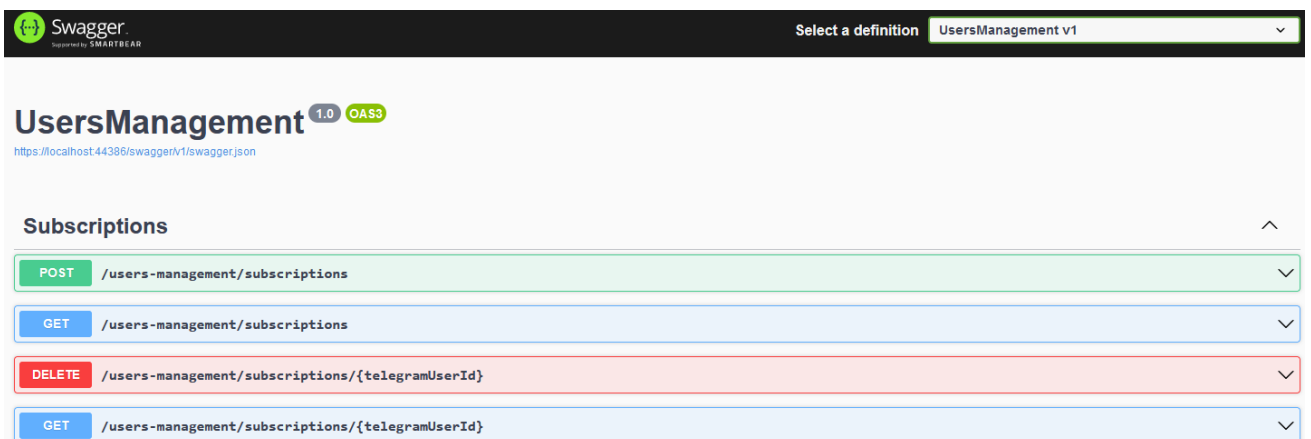 {··} Swagger.
Supported by SMARTBEAR
Select a definition UsersManagement v1
UsersManagement 1.0 OAS3
https://localhost:44386/swagger/v1/swagger.json
Subscriptions
POST /users-management/subscriptions
GET /users-management/subscriptions
DELETE /users-management/subscriptions/{telegramUserId}
GET /users-management/subscriptions/{telegramUserId}